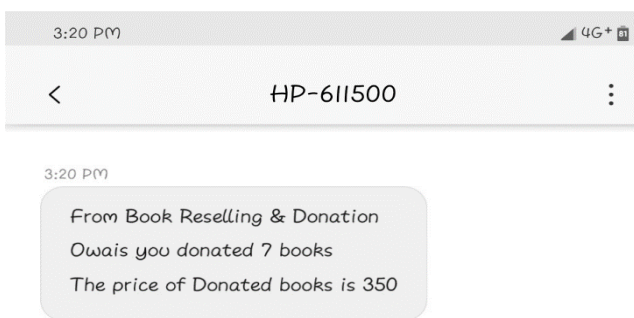 3:20 PM 4G+ 81
HP-611500
3:20 PM
From Book Reselling & Donation
Owais you donated 7 books
The price of Donated books is 350